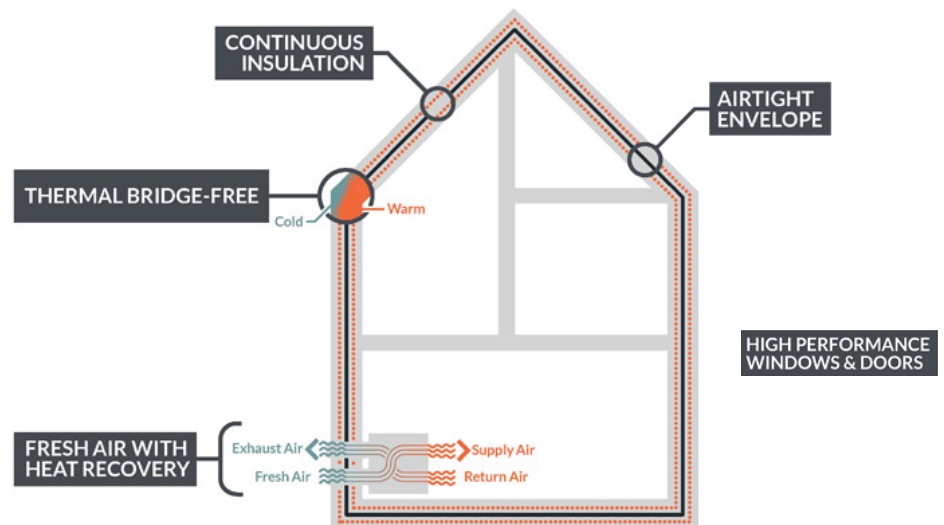 CONTINUOUS
INSULATION
AIRTIGHT
ENVELOPE
THERMAL BRIDGE-FREE
Cold
Warm
HIGH PERFORMANCE
WINDOWS & DOORS
FRESH AIR WITH
HEAT RECOVERY
Exhaust Air
Supply Air
Fresh Air
Return Air